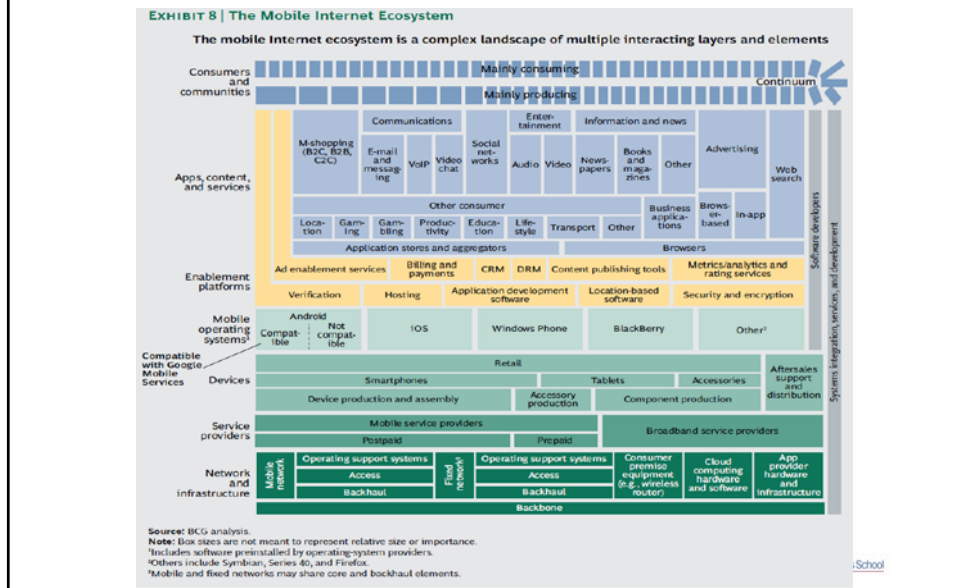 EXHIBIT 8 | The Mobile Internet Ecosystem
The mobile Internet ecosystem is a complex landscape of multiple interacting layers and elements
Consumers
and
communities
Mainly consuming
Continuum
Mainly producing
Apps, content,
and services
M-shopping
(B2C, B2B,
C2C)
Communications
E-mail
and
messag-
ing
VoIP
Video
chat
Social
net-
works
Enter-
tainment
Audio
Video
Information and news
News-
papers
Books
and
maga-
zines
Other
Advertising
Brows-
er-
based
In-app
Web
search
Other consumer
Loca-
tion
Gam-
ing
Gam-
bling
Produc-
tivity
Educa-
tion
Life-
style
Transport
Other
Business
applica-
tions
Application stores and aggregators
Browsers
Enablement
platforms
Ad enablement services
Billing and
payments
CRM
DRM
Content publishing tools
Metrics/analytics and
rating services
Verification
Hosting
Application development
software
Location-based
software
Security and encryption
Mobile
operating
systems¹
Android
Compat-
ible
Not
compat-
ible
iOS
Windows Phone
BlackBerry
Other²
Software developers
Systems integration, services, and development
Compatible
with Google
Mobile
Services
Devices
Retail
Smartphones
Tablets
Accessories
Device production and assembly
Accessory
production
Component production
Aftersales
support
and
distribution
Service
providers
Mobile service providers
Postpaid
Prepaid
Broadband service providers
Network
and
infrastructure
Mobile
network
Operating support systems
Access
Backhaul
Fixed
network³
Operating support systems
Access
Backhaul
Consumer
premise
equipment
(e.g., wireless
router)
Cloud
computing
hardware
and software
App
provider
hardware
and
infrastructure
Backbone
Source: BCG analysis.
Note: Box sizes are not meant to represent relative size or importance.
¹Includes software preinstalled by operating-system providers.
²Others include Symbian, Series 40, and Firefox.
³Mobile and fixed networks may share core and backhaul elements.
s School